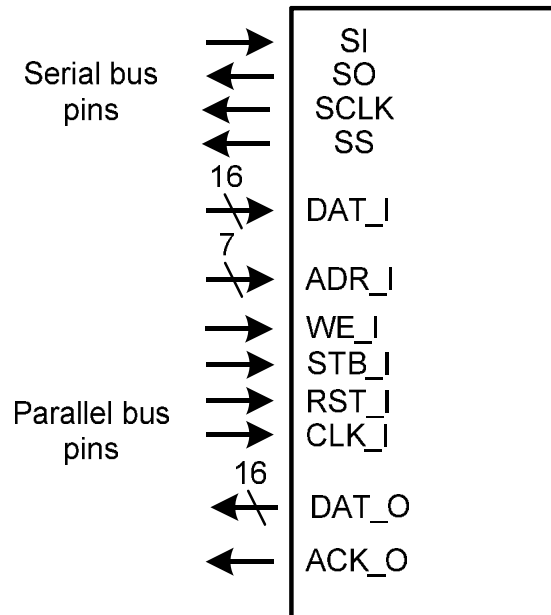 Serial bus
pins
SI
SO
SCLK
SS
16
DAT_I
7
ADR_I
WE_I
STB_I
RST_I
CLK_I
Parallel bus
pins
16
DAT_O
ACK_O